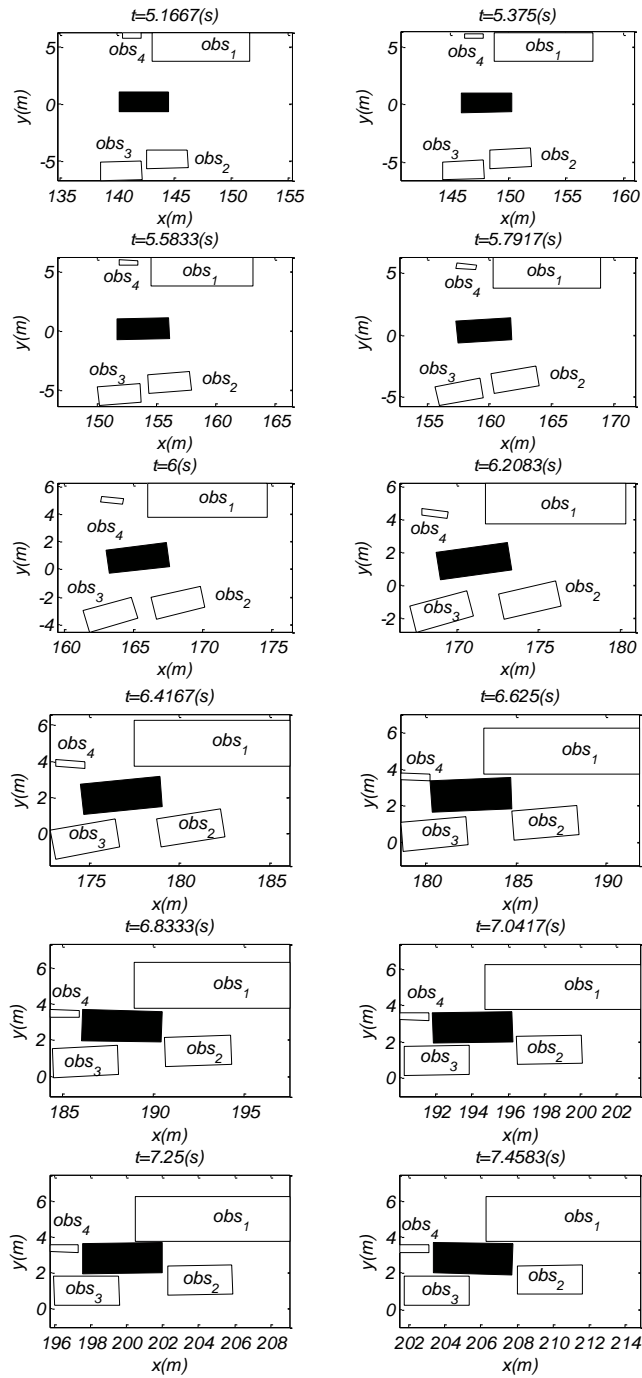 t=5.1667(s) t=5.375(s)
obs4 obs1 obs4 obs1
5 5
y(m) 0 y(m) 0
obs3 obs2 obs3 obs2
-5 -5
135 140 145 150 155 145 150 155 160
x(m) x(m)
t=5.5833(s) t=5.7917(s)
5 obs4 obs1 5 obs4 obs1
y(m) 0 y(m) 0
obs3 obs2 obs3 obs2
-5 -5
150 155 160 165 155 160 165 170
x(m) x(m)
t=6(s) t=6.2083(s)
6 6
obs1 obs1
4 obs4 4 obs4
y(m) 2 y(m) 2
0 obs3 0 obs3
-2 obs2 -2 obs2
-4
160 165 170 175 170 175 180
x(m) x(m)
t=6.4167(s) t=6.625(s)
6 6
obs4 obs1 obs4 obs1
4 4
y(m) 2 y(m) 2
0 obs3 obs2 0 obs3 obs2
175 180 185 180 185 190
x(m) x(m)
t=6.8333(s) t=7.0417(s)
6 obs4 obs1 6 obs4 obs1
4 4
y(m) 2 y(m) 2
0 obs3 obs2 0 obs3 obs2
185 190 195 192 194 196 198 200 202
x(m) x(m)
t=7.25(s) t=7.4583(s)
6 6
obs4 obs1 obs4 obs1
4 4
y(m) 2 y(m) 2
0 obs3 obs2 0 obs3 obs2
196 198 200 202 204 206 208 202 204 206 208 210 212 214
x(m) x(m)